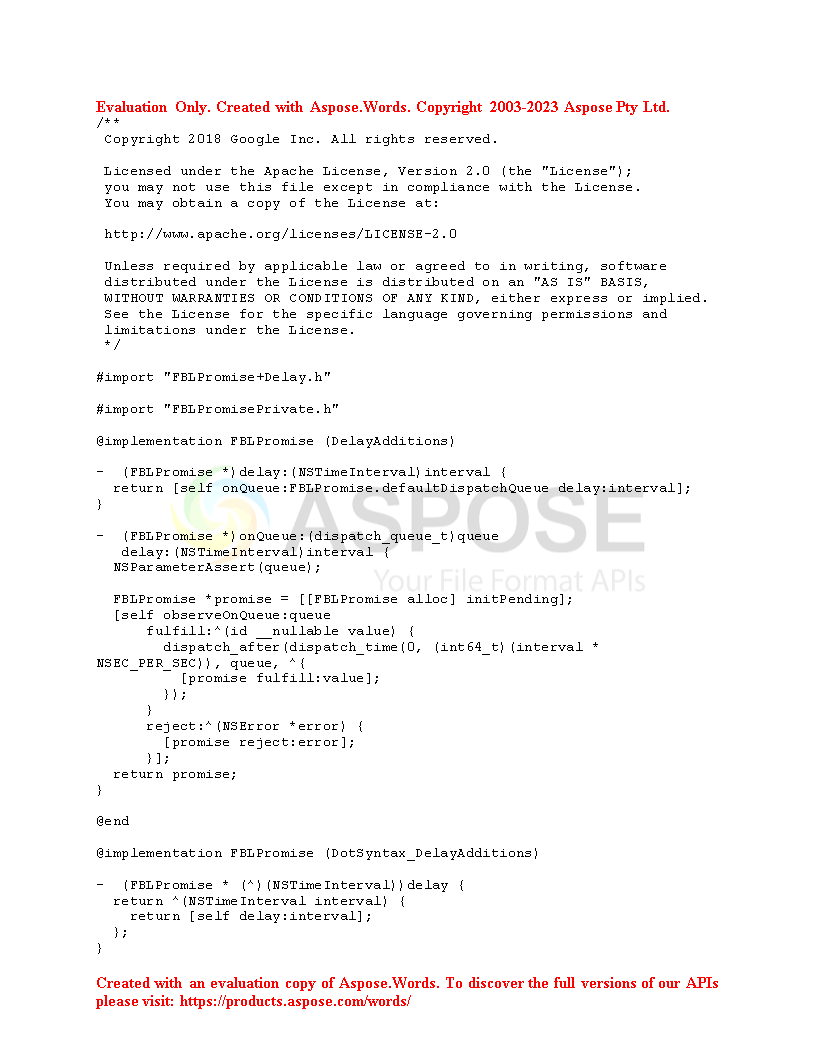 Evaluation Only. Created with Aspose.Words. Copyright 2003-2023 Aspose Pty Ltd.
/**
 Copyright 2018 Google Inc. All rights reserved.

 Licensed under the Apache License, Version 2.0 (the "License");
 you may not use this file except in compliance with the License.
 You may obtain a copy of the License at:

 http://www.apache.org/licenses/LICENSE-2.0

 Unless required by applicable law or agreed to in writing, software
 distributed under the License is distributed on an "AS IS" BASIS,
 WITHOUT WARRANTIES OR CONDITIONS OF ANY KIND, either express or implied.
 See the License for the specific language governing permissions and
 limitations under the License.
 */

#import "FBLPromise+Delay.h"

#import "FBLPromisePrivate.h"

@implementation FBLPromise (DelayAdditions)

-  (FBLPromise *)delay:(NSTimeInterval)interval {
  return [self onQueue:FBLPromise.defaultDispatchQueue delay:interval];
}

-  (FBLPromise *)onQueue:(dispatch_queue_t)queue
   delay:(NSTimeInterval)interval {
  NSParameterAssert(queue);
ASPOSE
Your File Format APIs

  FBLPromise *promise = [[FBLPromise alloc] initPending];
  [self observeOnQueue:queue
      fulfill:^(id __nullable value) {
        dispatch_after(dispatch_time(0, (int64_t)(interval *
NSEC_PER_SEC)), queue, ^{
          [promise fulfill:value];
        });
      }
      reject:^(NSError *error) {
        [promise reject:error];
      }];
  return promise;
}

@end

@implementation FBLPromise (DotSyntax_DelayAdditions)

-  (FBLPromise * (^)(NSTimeInterval))delay {
  return ^(NSTimeInterval interval) {
    return [self delay:interval];
  };
}

Created with an evaluation copy of Aspose.Words. To discover the full versions of our APIs
please visit: https://products.aspose.com/words/